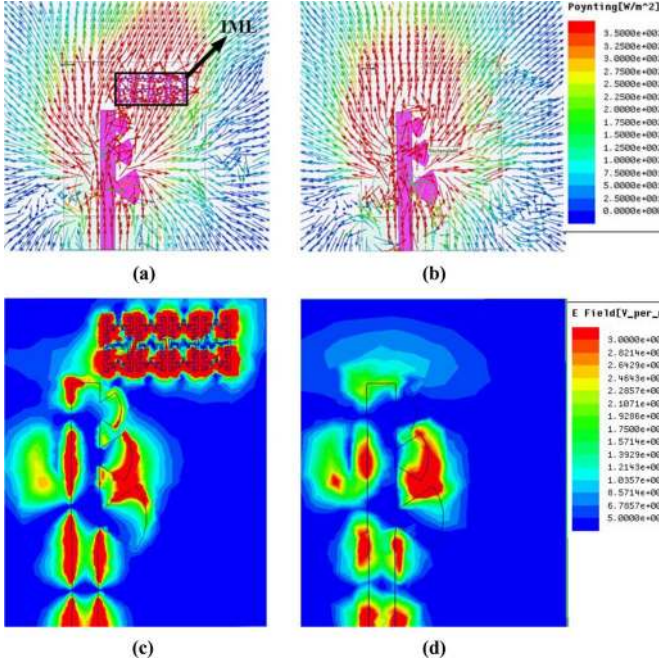 IML
Poynting[W/m^2]
3.5000e+00
3.2500e+00
3.0000e+00
2.7500e+00
2.5000e+00
2.2500e+00
2.0000e+00
1.7500e+00
1.5000e+00
1.2500e+00
1.0000e+00
7.5000e+00
5.0000e+00
2.5000e+00
0.0000e+00
(a)
(b)
E Field[V_per_
3.0000e+00
2.8214e+00
2.6429e+00
2.4643e+00
2.2857e+00
2.1071e+00
1.9286e+00
1.7500e+00
1.5714e+00
1.3929e+00
1.2143e+00
1.0357e+00
8.5714e+00
6.7857e+00
5.0000e+00
(c)
(d)